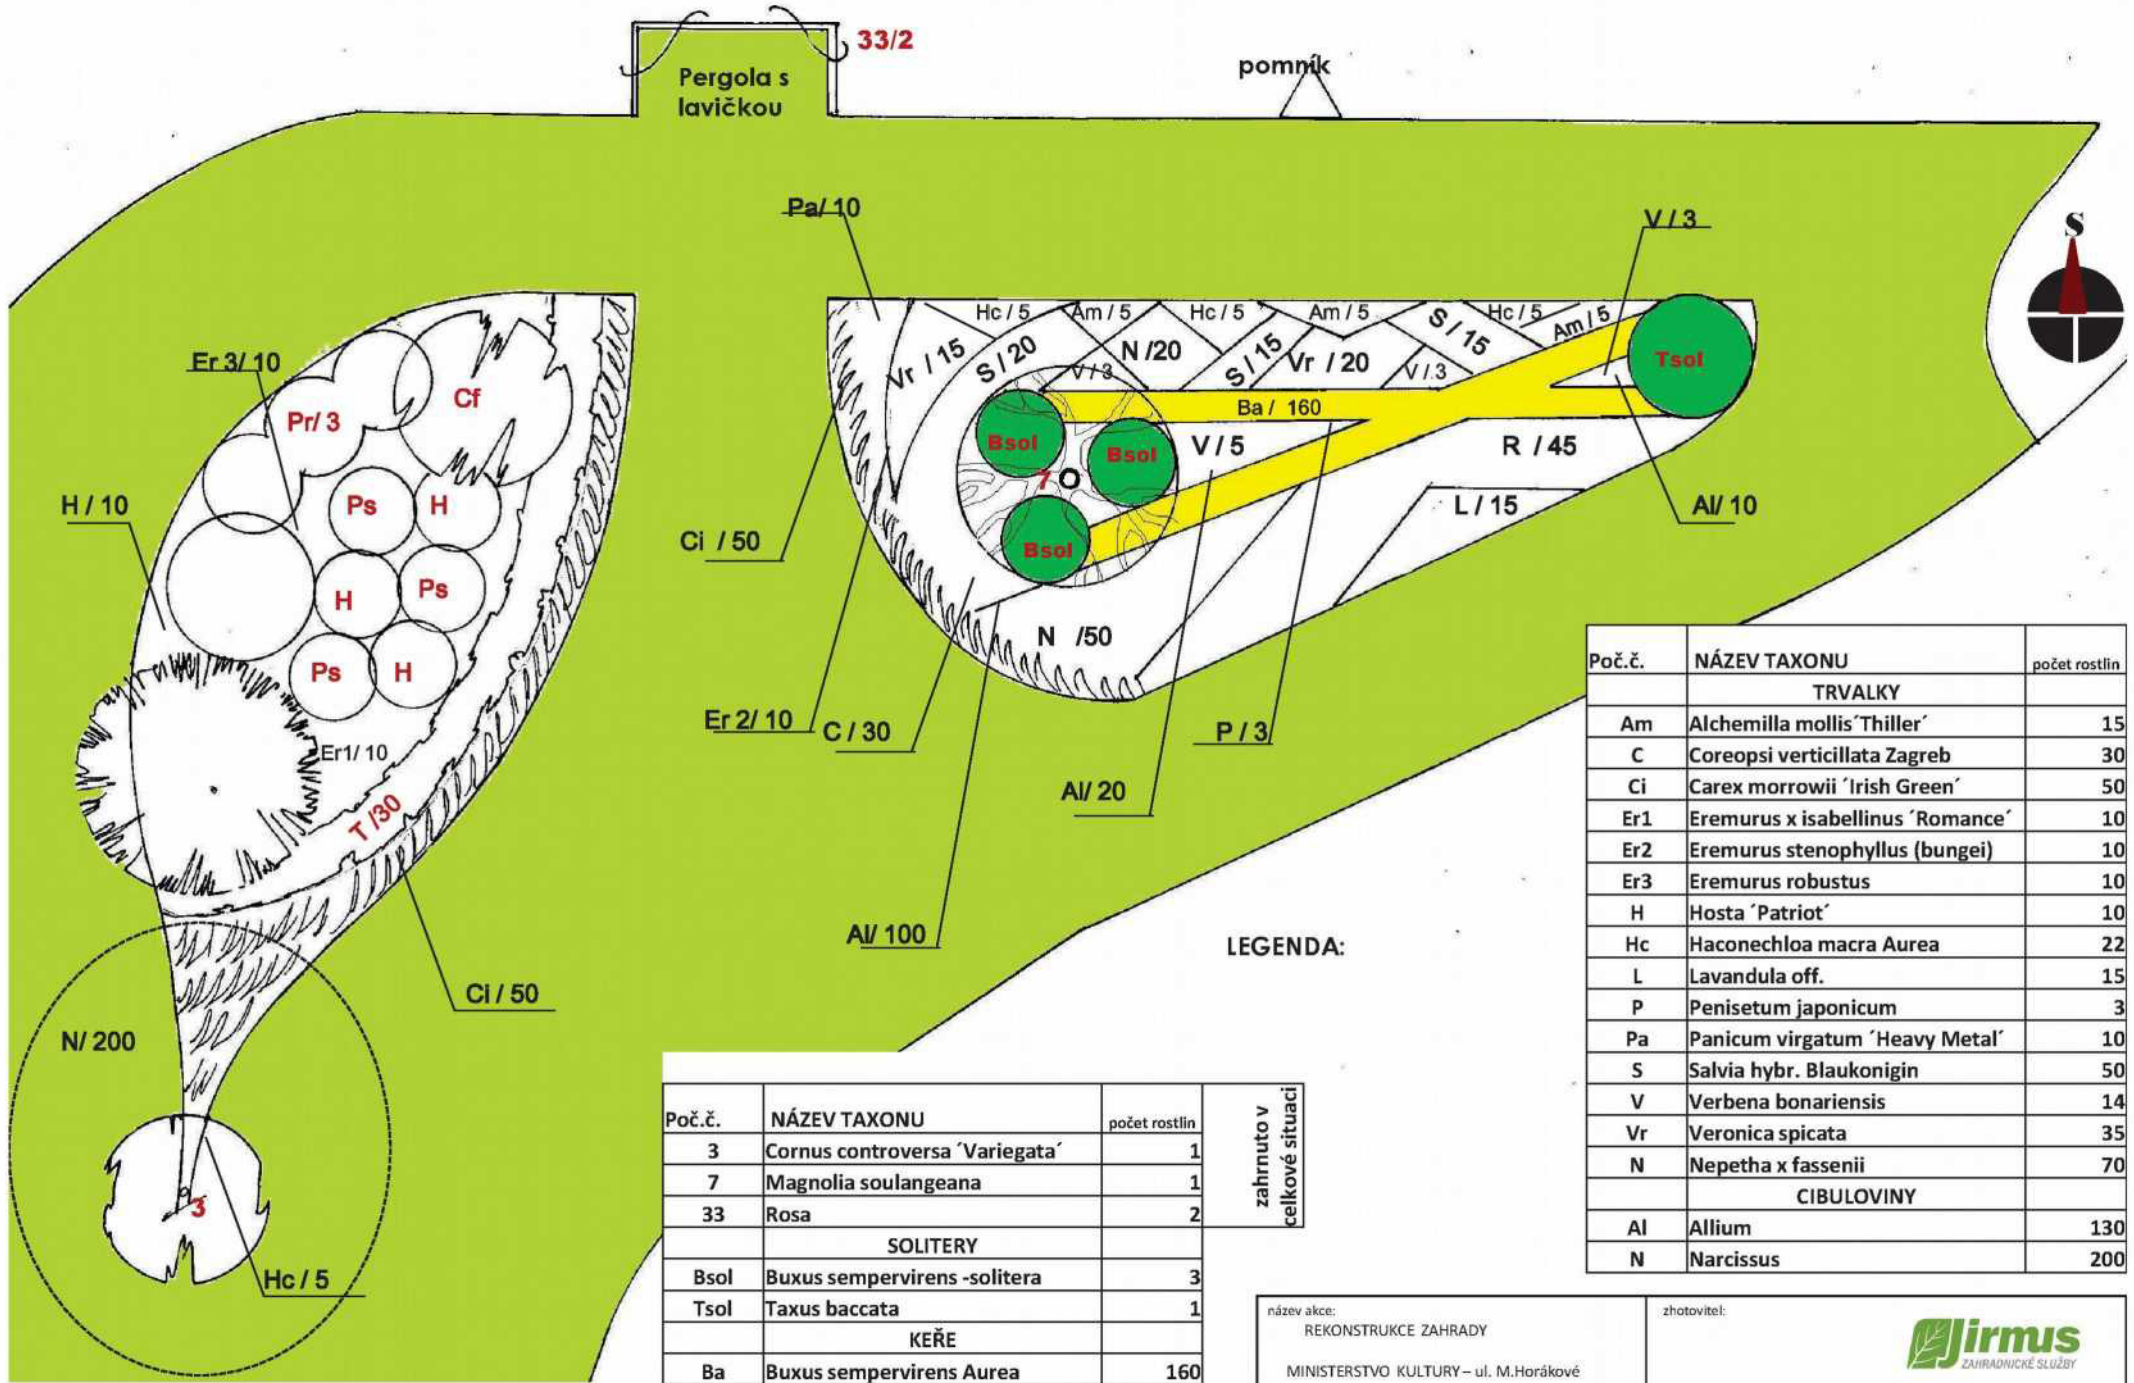 33/2
Pergola s
lavičkou
pomník
Pa/ 10
V / 3
S
Hc / 5
Am / 5
Hc / 5
Am / 5
S / 15
Hc / 5
Am / 5
Vr / 15
S / 20
N /20
S / 15
Vr / 20
V / 3
V / 3
Tsol
Er 3/ 10
Cf
Pr/ 3
Ba / 160
Bsol
Bsol
V / 5
R / 45
7 O
H / 10
Ps
H
L / 15
Al/ 10
Ci / 50
Bsol
H
Ps
N /50
Ps
H
Er 2/ 10
C / 30
P / 3
Er1/ 10
Al/ 20
T /30
Al/ 100
Ci / 50
N/ 200
3
Hc / 5
LEGENDA:
Poč.č. NÁZEV TAXONU počet rostlin
TRVALKY
Am Alchemilla mollis´Thiller´ 15
C Coreopsi verticillata Zagreb 30
Ci Carex morrowii ´Irish Green´ 50
Er1 Eremurus x isabellinus ´Romance´ 10
Er2 Eremurus stenophyllus (bungei) 10
Er3 Eremurus robustus 10
H Hosta ´Patriot´ 10
Hc Haconechloa macra Aurea 22
L Lavandula off. 15
P Penisetum japonicum 3
Pa Panicum virgatum ´Heavy Metal´ 10
S Salvia hybr. Blaukonigin 50
V Verbena bonariensis 14
Vr Veronica spicata 35
N Nepetha x fassenii 70
CIBULOVINY
Al Allium 130
N Narcissus 200
Poč.č. NÁZEV TAXONU počet rostlin
3 Cornus controversa ´Variegata´ 1
7 Magnolia soulangeana 1
33 Rosa 2
zahrnuto v
celkové situaci
SOLITERY
Bsol Buxus sempervirens -solitera 3
Tsol Taxus baccata 1
KEŘE
Ba Buxus sempervirens Aurea 160
název akce:
REKONSTRUKCE ZAHRADY
MINISTERSTVO KULTURY – ul. M.Horákové
zhotovitel:
Jirmus
ZAHRADNICKÉ SLUŽBY